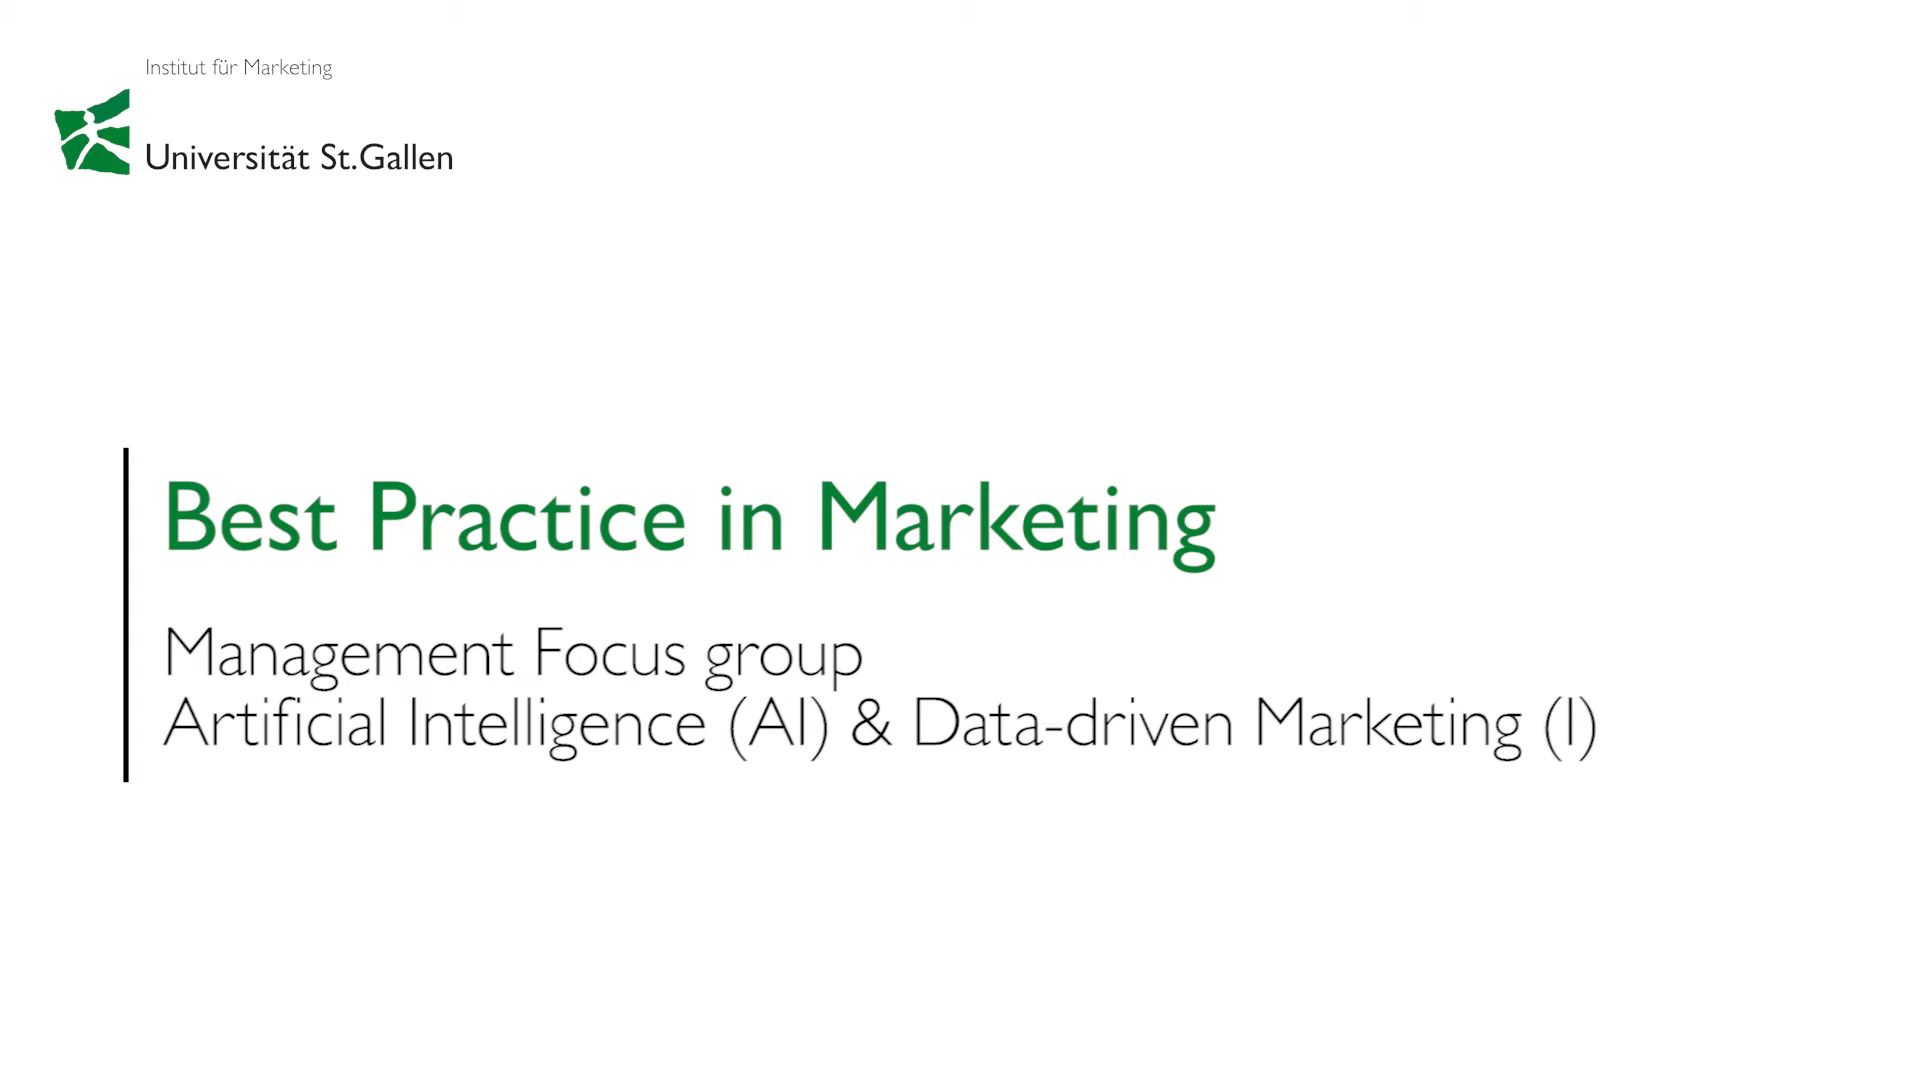 Institut für Marketing
Universität St.Gallen
Best Practice in Marketing
Management Focus group
Artificial Intelligence (AI) & Data-driven Marketing (I)